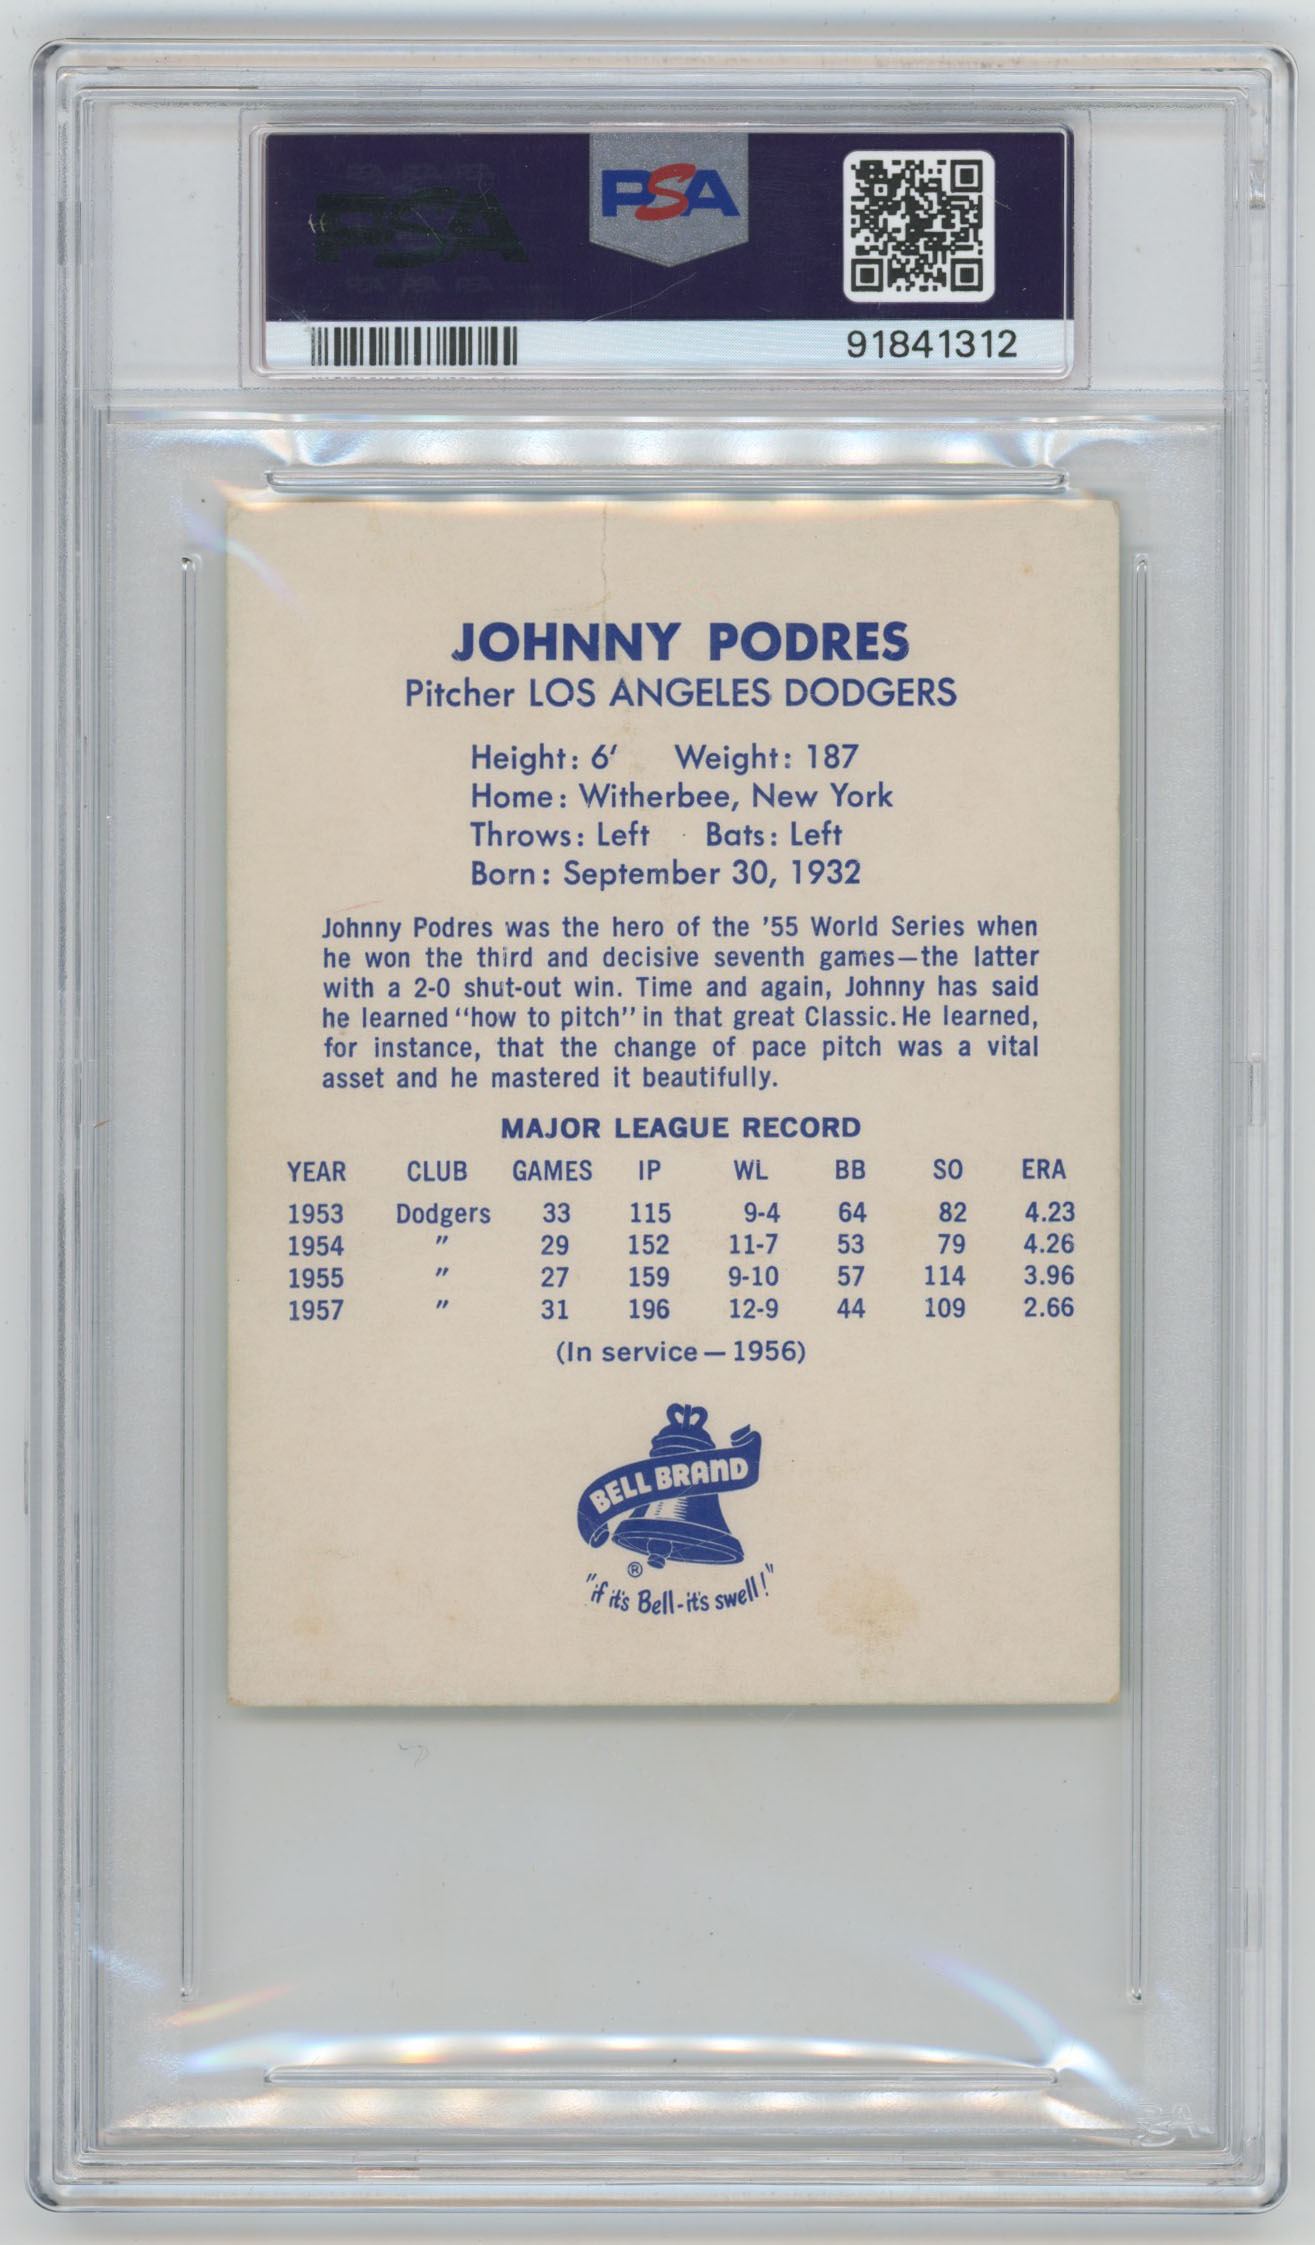 PSA
PSA
91841312
JOHNNY PODRES
Pitcher LOS ANGELES DODGERS
Height: 6' Weight: 187
Home: Witherbee, New York
Throws: Left Bats: Left
Born: September 30, 1932
Johnny Podres was the hero of the '55 World Series when
he won the third and decisive seventh games—the latter
with a 2-0 shut-out win. Time and again, Johnny has said
he learned "how to pitch" in that great Classic. He learned,
for instance, that the change of pace pitch was a vital
asset and he mastered it beautifully.
MAJOR LEAGUE RECORD
YEAR CLUB GAMES IP WL BB SO ERA
1953 Dodgers 33 115 9-4 64 82 4.23
1954 " 29 152 11-7 53 79 4.26
1955 " 27 159 9-10 57 114 3.96
1957 " 31 196 12-9 44 109 2.66
(In service — 1956)
BELL BRAND
®
"if it's Bell - it's swell!"
PSA